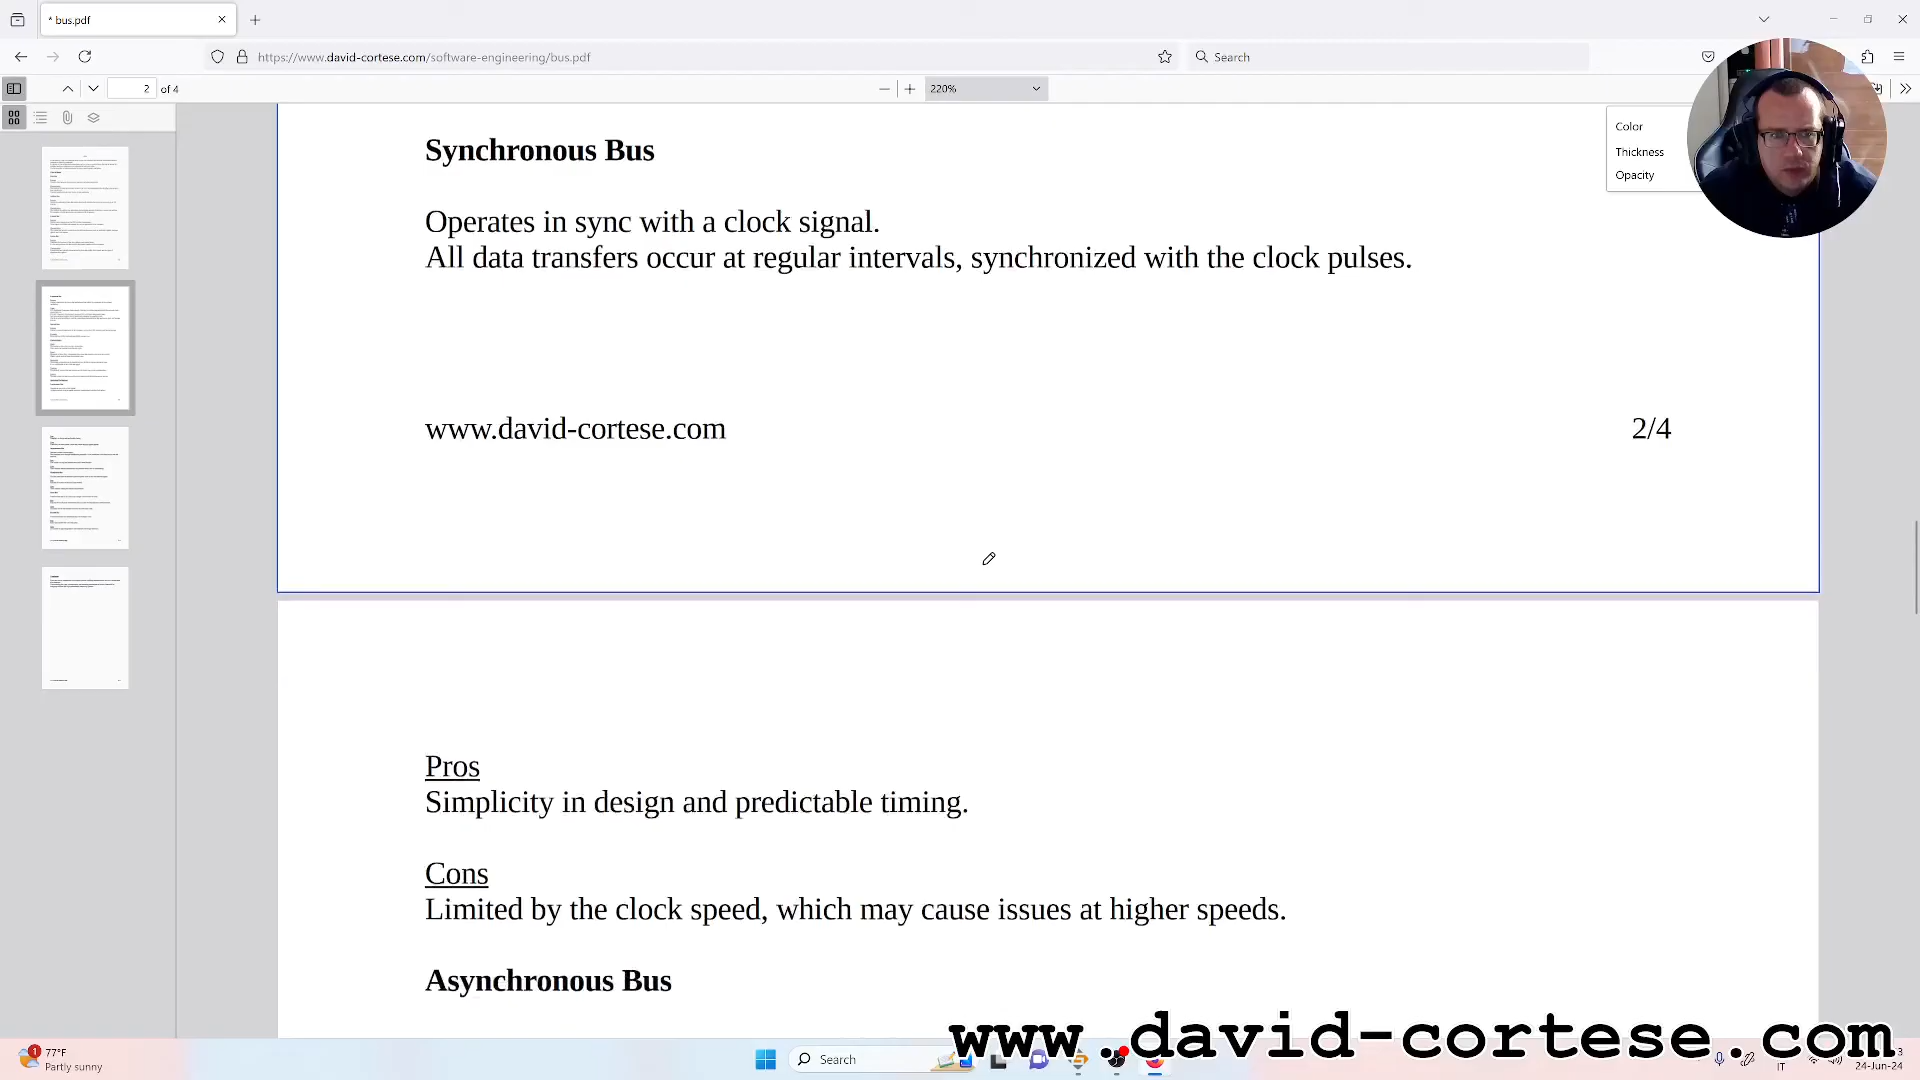 * bus.pdf
https://www.david-cortese.com/software-engineering/bus.pdf
Search
2 of 4
220%
Color
Thickness
Opacity
Synchronous Bus
Operates in sync with a clock signal.
All data transfers occur at regular intervals, synchronized with the clock pulses.
www.david-cortese.com 2/4
Pros
Simplicity in design and predictable timing.
Cons
Limited by the clock speed, which may cause issues at higher speeds.
Asynchronous Bus
www.david-cortese.com
1
77°F
Partly sunny
Search
IT
24-Jun-24